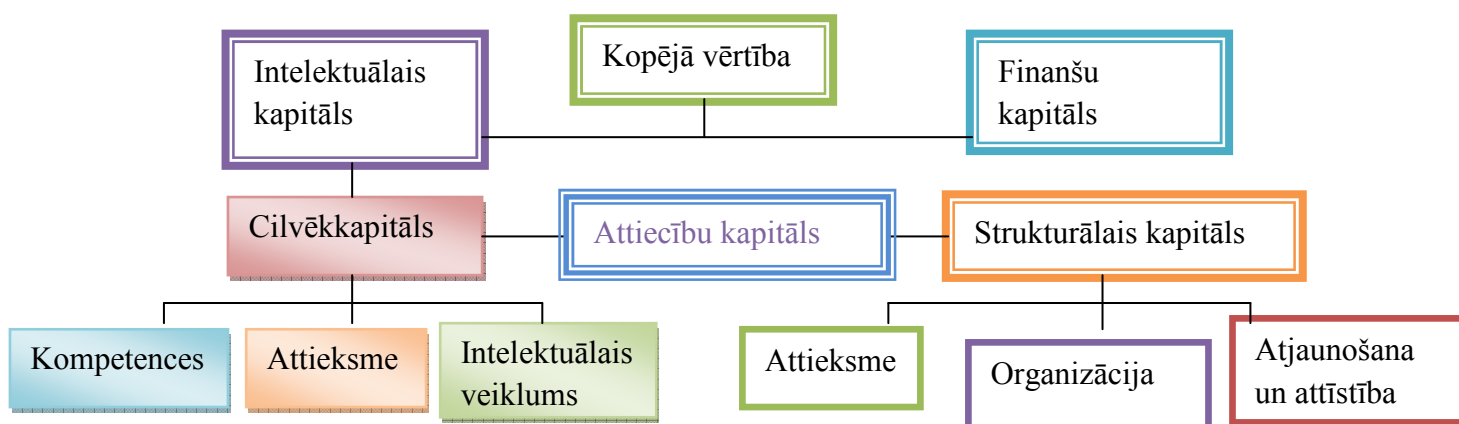 Kopējā vērtība
Intelektuālais
kapitāls
Finanšu
kapitāls
Cilvēkkapitāls
Attiecību kapitāls
Strukturālais kapitāls
Kompetences
Attieksme
Intelektuālais
veiklums
Attieksme
Organizācija
Atjaunošana
un attīstība